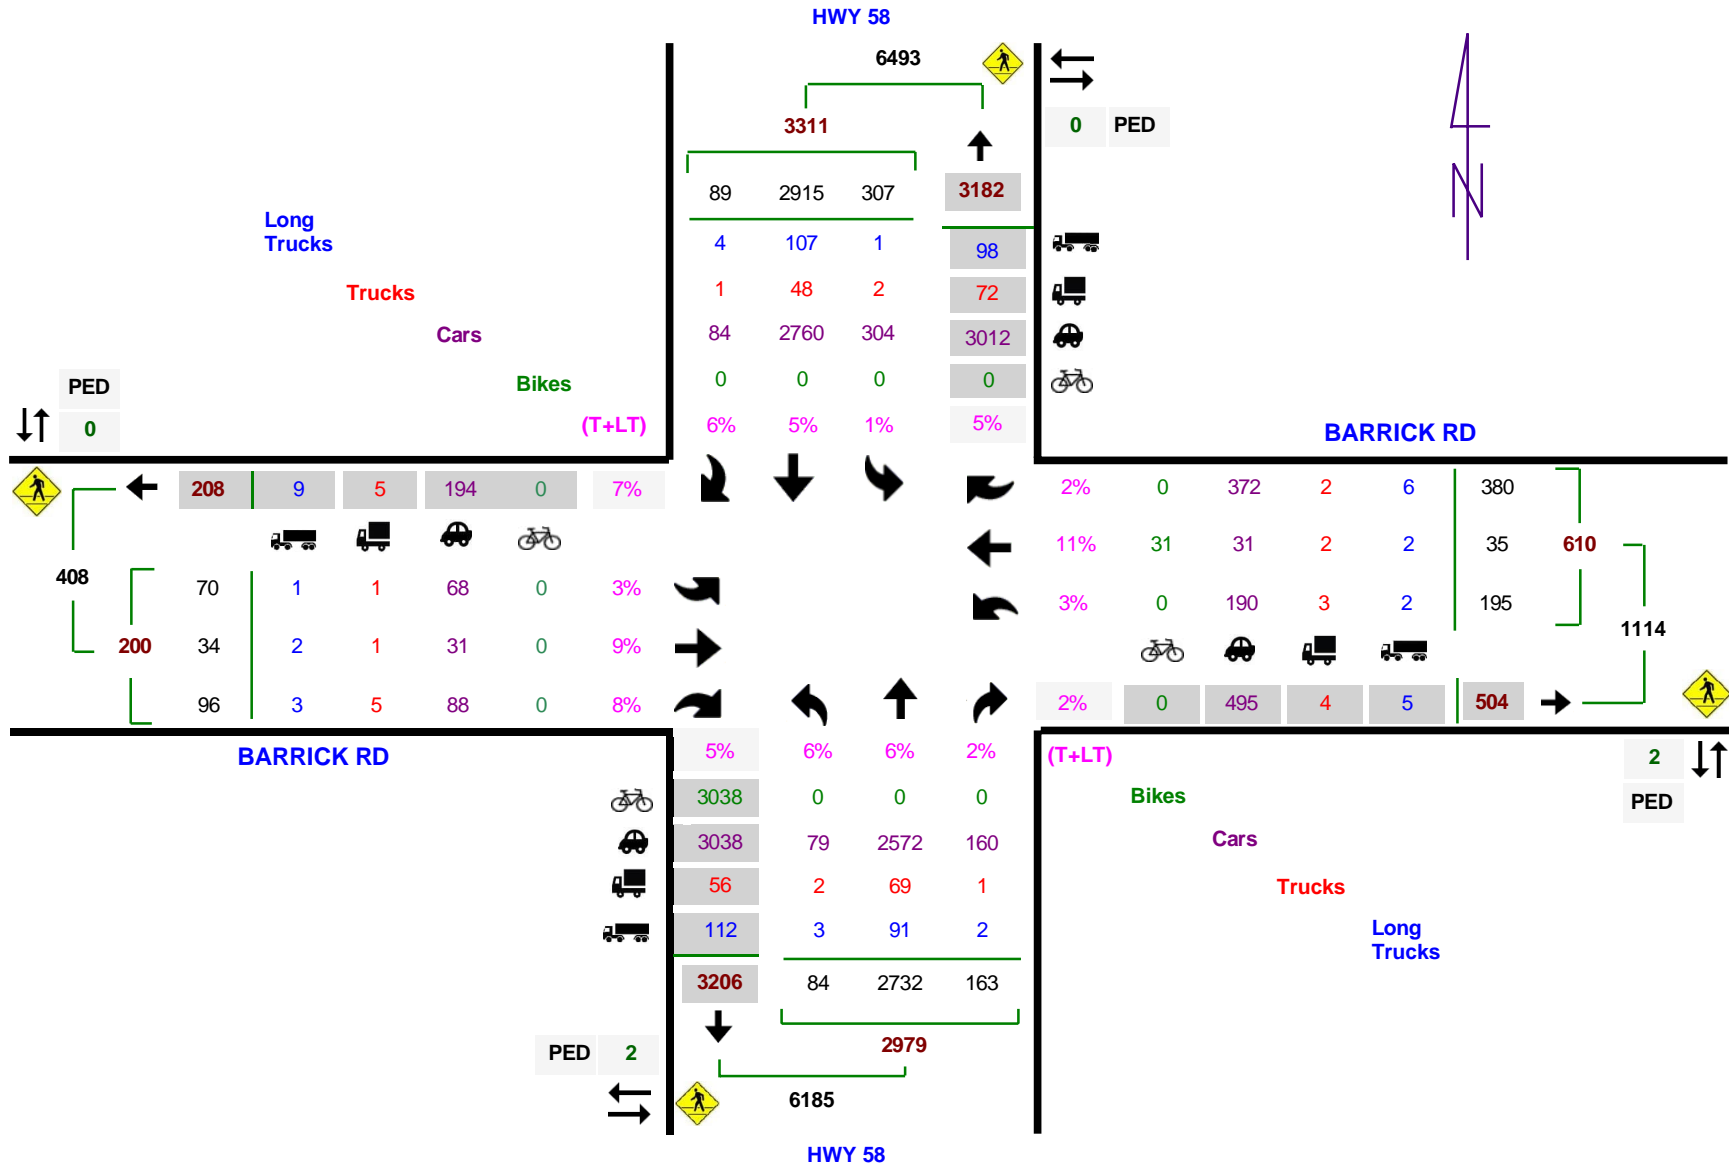 HWY 58
6493
3311
0 PED
89 2915 307 3182
Long
Trucks
4 107 1 98
Trucks
1 48 2 72
Cars
84 2760 304 3012
PED
Bikes
0 0 0 0
0
(T+LT)
6% 5% 1% 5%
BARRICK RD
208 9 5 194 0 7%
2% 0 372 2 6 380
11% 31 31 2 2 35 610
408
70 1 1 68 0 3%
3% 0 190 3 2 195
1114
200 34 2 1 31 0 9%
96 3 5 88 0 8%
2% 0 495 4 5 504
BARRICK RD
5% 6% 6% 2%
(T+LT)
2
3038 0 0 0
Bikes
PED
3038 79 2572 160
Cars
56 2 69 1
Trucks
112 3 91 2
Long
Trucks
3206 84 2732 163
PED 2
2979
6185
HWY 58
N